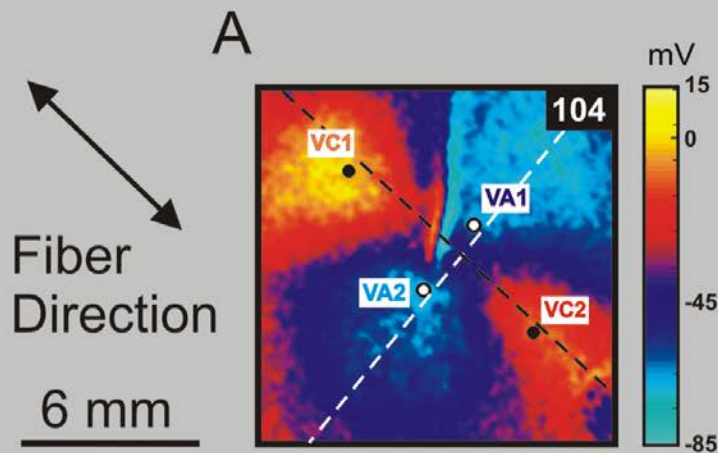 A
mV
104
15
VC1
0
VA1
Fiber
Direction
VA2
-45
VC2
6 mm
-85